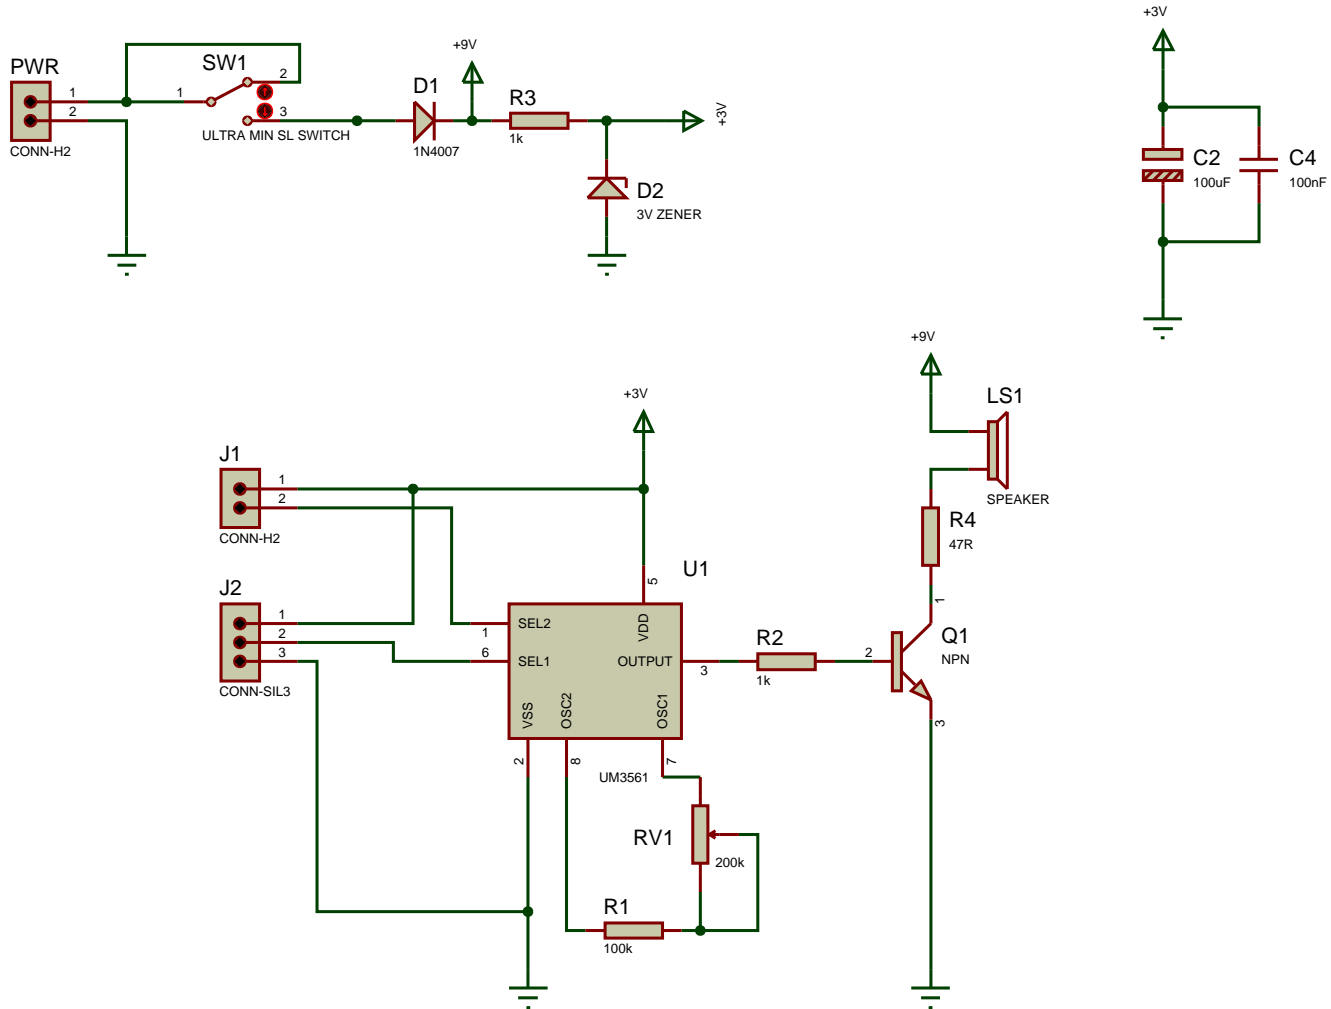 PWR
1
2
CONN-H2
SW1
1
2
3
ULTRA MIN SL SWITCH
D1
1N4007
+9V
R3
1k
+3V
D2
3V ZENER
+3V
C2
100uF
C4
100nF
+9V
LS1
SPEAKER
R4
47R
+3V
J1
1
2
CONN-H2
J2
1
2
3
CONN-SIL3
U1
5
1
6
SEL2
SEL1
VDD
OUTPUT
3
VSS
OSC2
OSC1
2
8
7
UM3561
R2
1k
1
2
3
Q1
NPN
RV1
200k
R1
100k